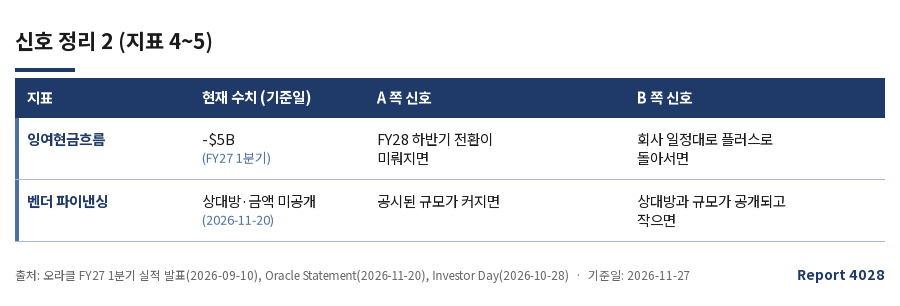 신호 정리 2 (지표 4~5)
지표 현재 수치 (기준일) A 쪽 신호 B 쪽 신호
잉여현금흐름 -$5B FY28 하반기 전환이 회사 일정대로 플러스로
(FY27 1분기) 미뤄지면 돌아서면
벤더 파이낸싱 상대방·금액 미공개 공시된 규모가 커지면 상대방과 규모가 공개되고
(2026-11-20) 작으면
출처: 오라클 FY27 1분기 실적 발표(2026-09-10), Oracle Statement(2026-11-20), Investor Day(2026-10-28) · 기준일: 2026-11-27 Report 4028